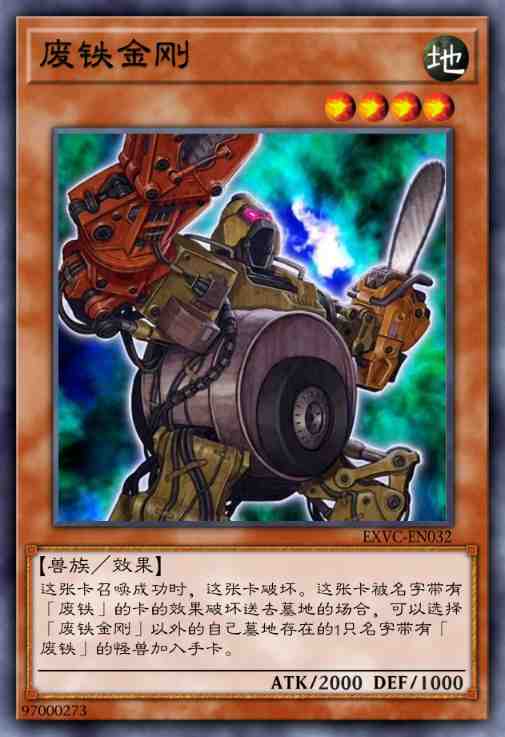 废铁金刚
地
EXVC-EN032
【兽族／效果】
这张卡召唤成功时，这张卡破坏。这张卡被名字带有
「废铁」的卡的效果破坏送去墓地的场合，可以选择
「废铁金刚」以外的自己墓地存在的1只名字带有「
废铁」的怪兽加入手卡。
ATK/2000 DEF/1000
97000273